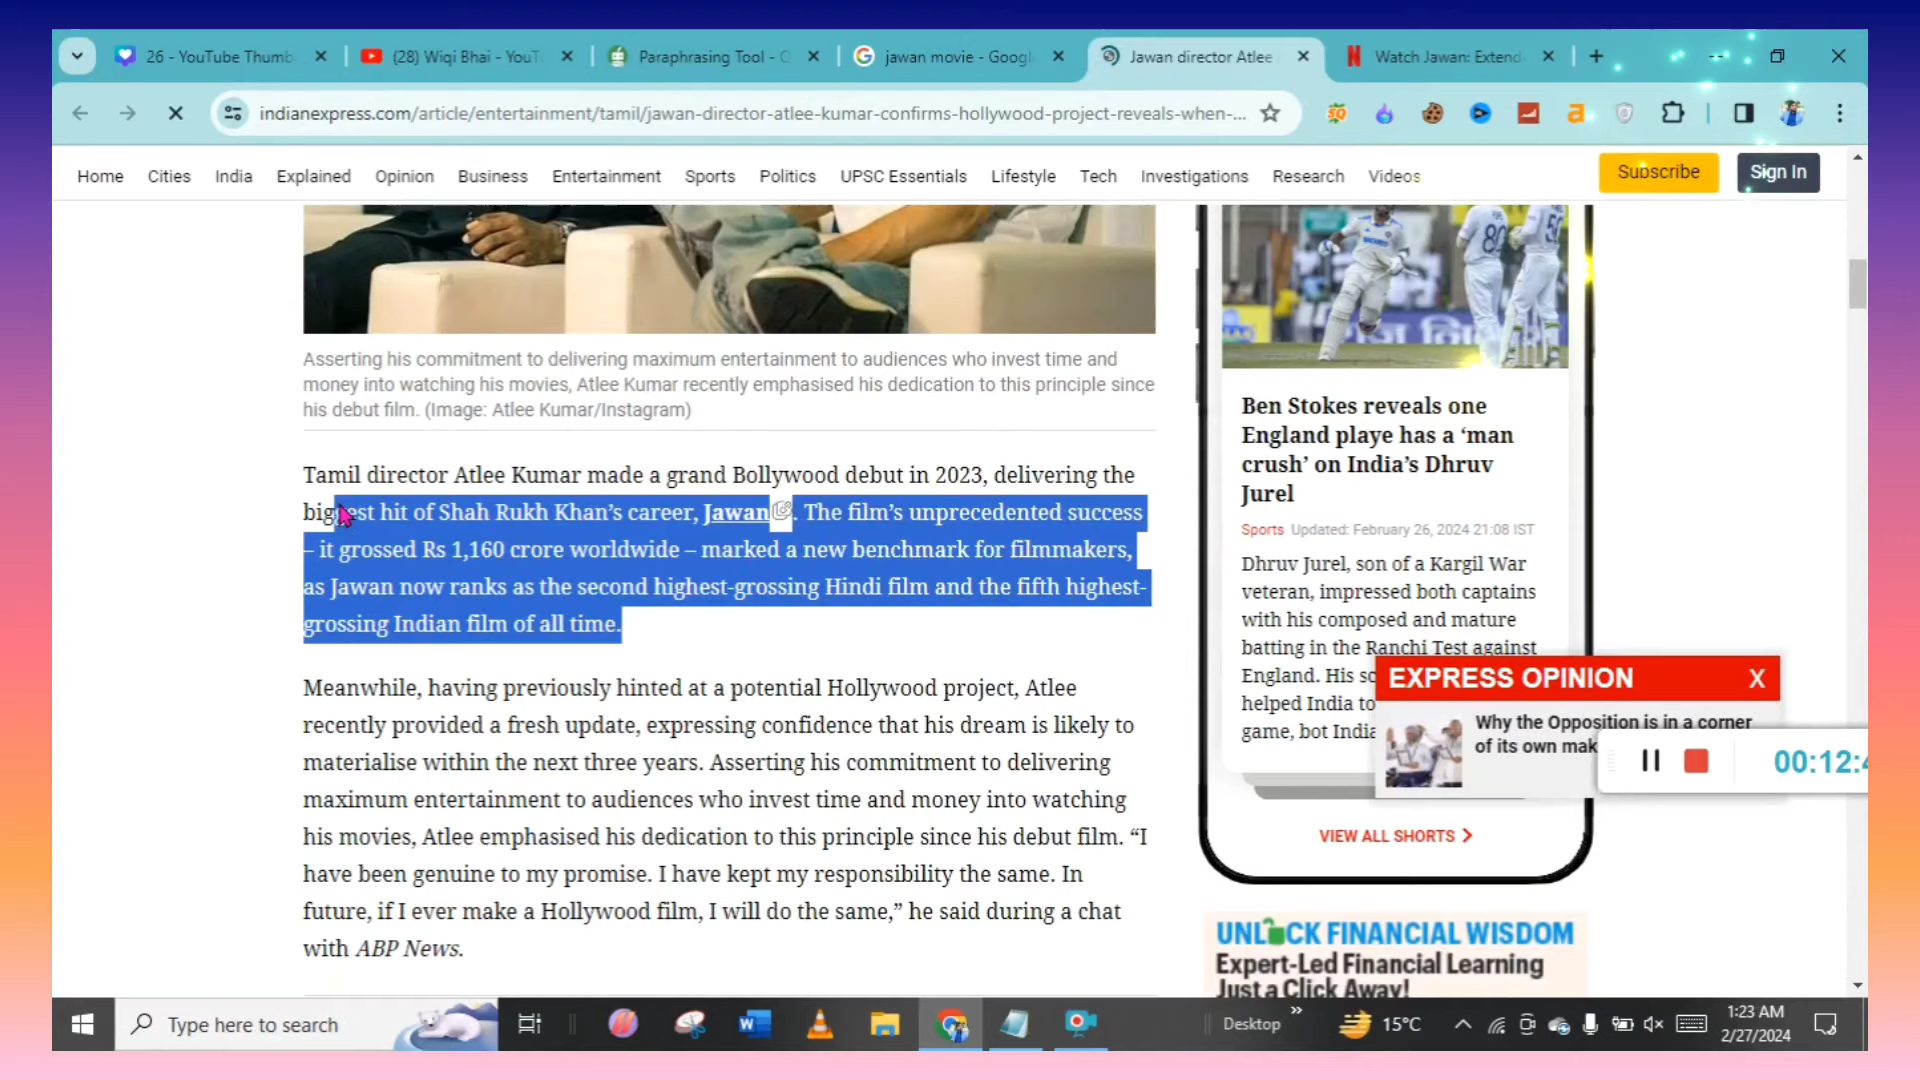 26 - YouTube Thumb
(28) Wiqi Bhai - YouT
Paraphrasing Tool - Q
jawan movie - Googl
Jawan director Atlee
Watch Jawan: Extend
indianexpress.com/article/entertainment/tamil/jawan-director-atlee-kumar-confirms-hollywood-project-reveals-when-...
Home Cities India Explained Opinion Business Entertainment Sports Politics UPSC Essentials Lifestyle Tech Investigations Research Videos
Subscribe
Sign In
Asserting his commitment to delivering maximum entertainment to audiences who invest time and
money into watching his movies, Atlee Kumar recently emphasised his dedication to this principle since
his debut film. (Image: Atlee Kumar/Instagram)
Tamil director Atlee Kumar made a grand Bollywood debut in 2023, delivering the
biggest hit of Shah Rukh Khan’s career, Jawan. The film’s unprecedented success
– it grossed Rs 1,160 crore worldwide – marked a new benchmark for filmmakers,
as Jawan now ranks as the second highest-grossing Hindi film and the fifth highest-
grossing Indian film of all time.
Meanwhile, having previously hinted at a potential Hollywood project, Atlee
recently provided a fresh update, expressing confidence that his dream is likely to
materialise within the next three years. Asserting his commitment to delivering
maximum entertainment to audiences who invest time and money into watching
his movies, Atlee emphasised his dedication to this principle since his debut film. “I
have been genuine to my promise. I have kept my responsibility the same. In
future, if I ever make a Hollywood film, I will do the same,” he said during a chat
with ABP News.
Ben Stokes reveals one
England playe has a ‘man
crush’ on India’s Dhruv
Jurel
Sports Updated: February 26, 2024 21:08 IST
Dhruv Jurel, son of a Kargil War
veteran, impressed both captains
with his composed and mature
batting in the Ranchi Test against
England. His
helped India to
game, bot India
EXPRESS OPINION X
Why the Opposition is in a corner
of its own mak
00:12:4
VIEW ALL SHORTS
UNLOCK FINANCIAL WISDOM
Expert-Led Financial Learning
Just a Click Away!
Type here to search
Desktop
15°C
1:23 AM
2/27/2024